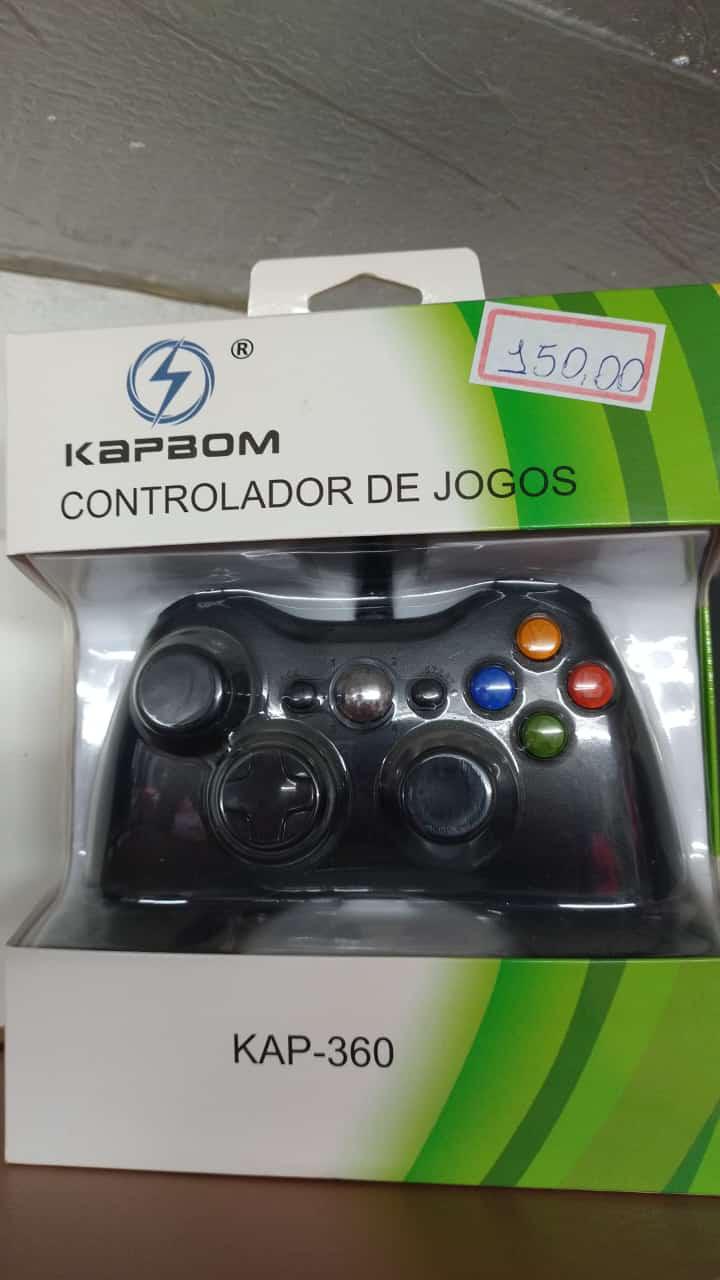 ®
KAPBOM
150,00
CONTROLADOR DE JOGOS
KAP-360